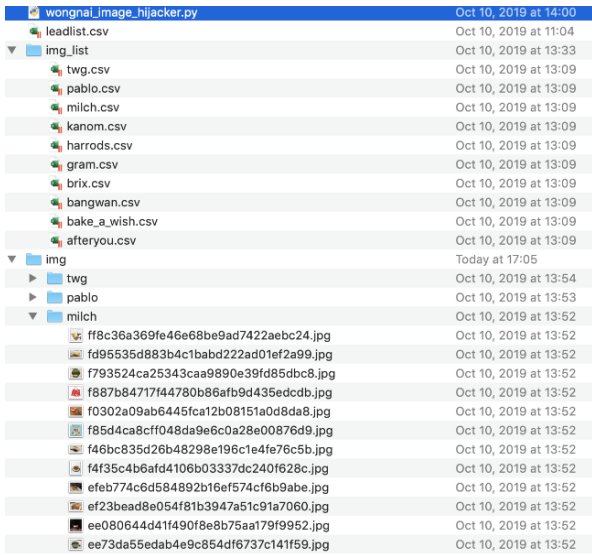 wongnai_image_hijacker.py Oct 10, 2019 at 14:00
leadlist.csv Oct 10, 2019 at 11:04
img_list Oct 10, 2019 at 13:33
twg.csv Oct 10, 2019 at 13:09
pablo.csv Oct 10, 2019 at 13:09
milch.csv Oct 10, 2019 at 13:09
kanom.csv Oct 10, 2019 at 13:09
harrods.csv Oct 10, 2019 at 13:09
gram.csv Oct 10, 2019 at 13:09
brix.csv Oct 10, 2019 at 13:09
bangwan.csv Oct 10, 2019 at 13:09
bake_a_wish.csv Oct 10, 2019 at 13:09
afteryou.csv Oct 10, 2019 at 13:09
img Today at 17:05
twg Oct 10, 2019 at 13:54
pablo Oct 10, 2019 at 13:53
milch Oct 10, 2019 at 13:52
ff8c36a369fe46e68be9ad7422aebc24.jpg Oct 10, 2019 at 13:52
fd95535d883b4c1babd222ad01ef2a99.jpg Oct 10, 2019 at 13:52
f793524ca25343caa9890e39fd85dbc8.jpg Oct 10, 2019 at 13:52
f887b84717f44780b86afb9d435edcdb.jpg Oct 10, 2019 at 13:52
f0302a09ab6445fca12b08151a0d8da8.jpg Oct 10, 2019 at 13:52
f85d4ca8cff048da9e6c0a28e00876d9.jpg Oct 10, 2019 at 13:52
f46bc835d26b48298e196c1e4fe76c5b.jpg Oct 10, 2019 at 13:52
f4f35c4b6afd4106b03337dc240f628c.jpg Oct 10, 2019 at 13:52
efeb774c6d584892b16ef574cf6b9abe.jpg Oct 10, 2019 at 13:52
ef23bead8e054f81b3947a51c91a7060.jpg Oct 10, 2019 at 13:52
ee080644d41f490f8e8b75aa179f9952.jpg Oct 10, 2019 at 13:52
ee73da55edab4e9c854df6737c141f59.jpg Oct 10, 2019 at 13:52